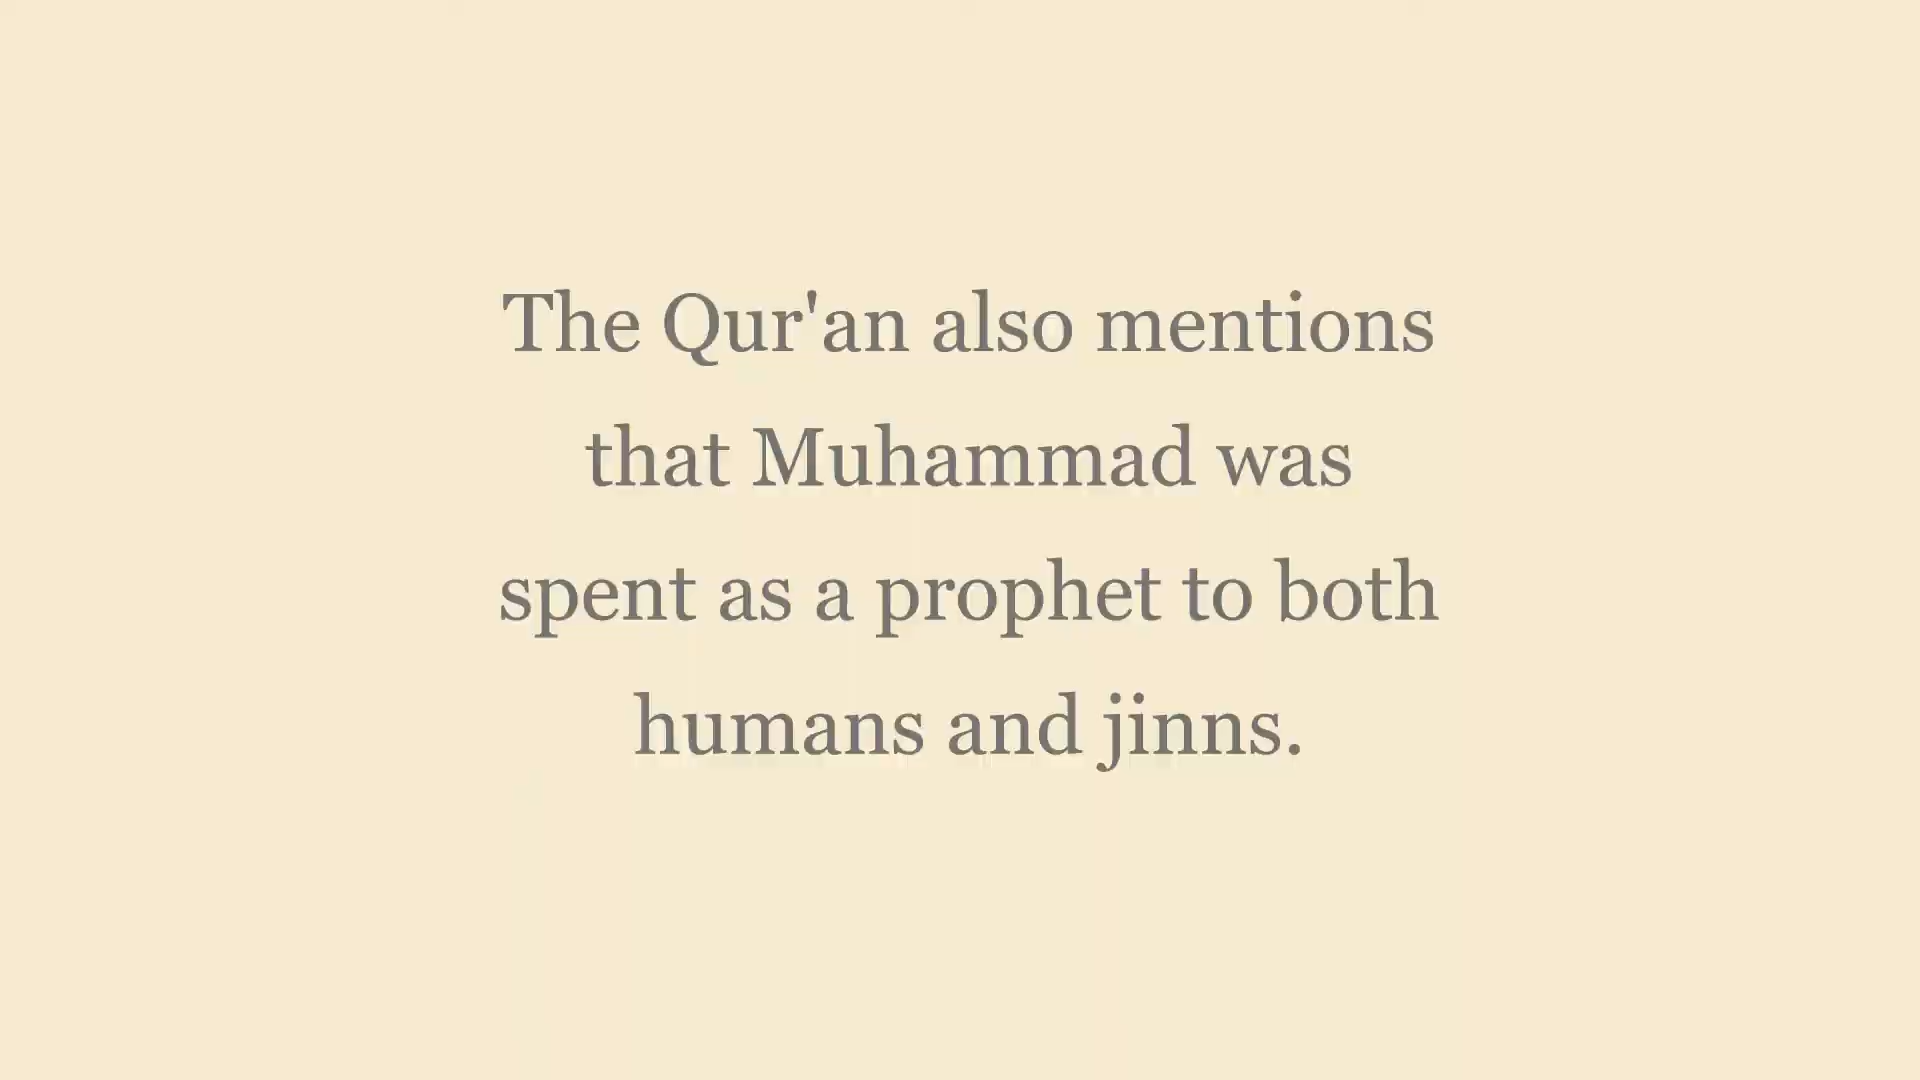 The Qur'an also mentions
that Muhammad was
spent as a prophet to both
humans and jinns.